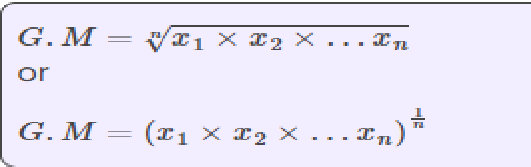 G.M = ⁿ√x₁ × x₂ × …xₙ
or
G.M = (x₁ × x₂ × …xₙ)^(1/n)